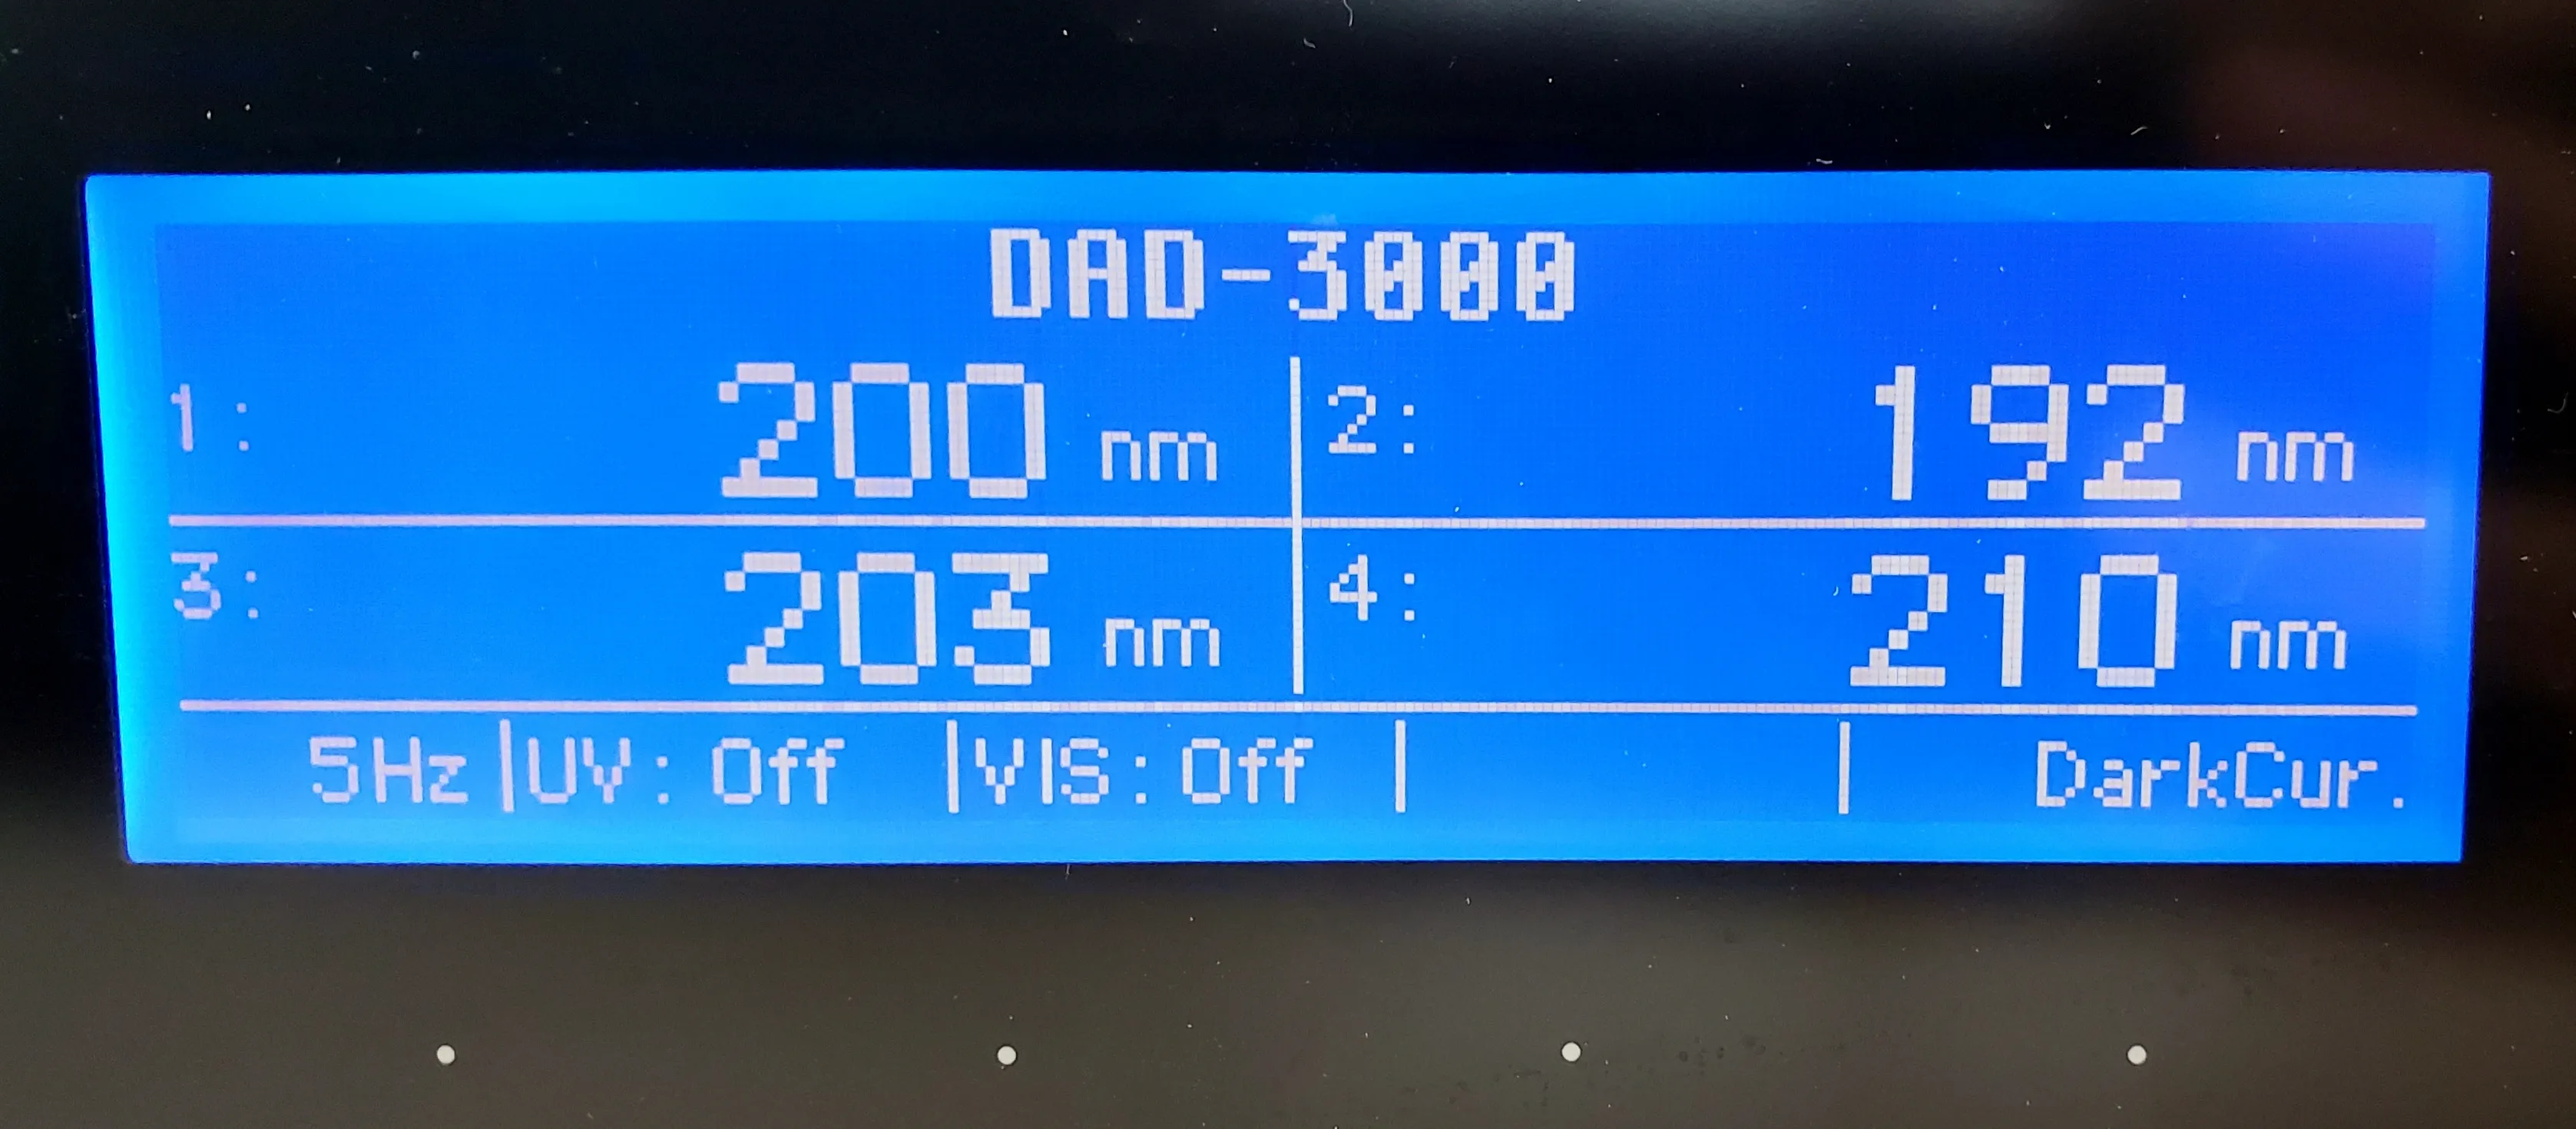 DAD-3000
1: 200 nm 2: 192 nm
3: 203 nm 4: 210 nm
5Hz |UV: Off |VIS: Off | | DarkCur.